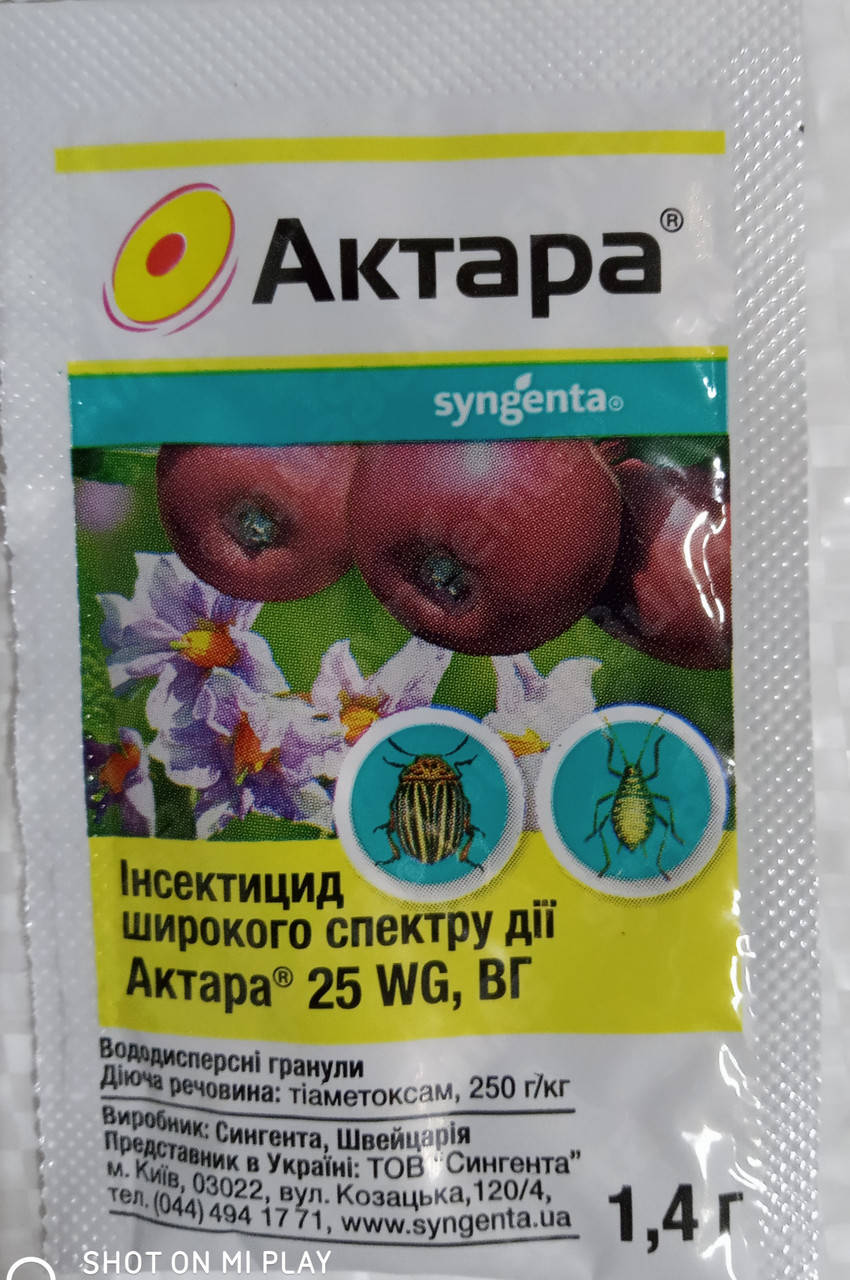 Актара®
syngenta®
Інсектицид
широкого спектру дії
Актара® 25 WG, ВГ
Вододисперсні гранули
Діюча речовина: тіаметоксам, 250 г/кг
Виробник: Сингента, Швейцарія
Представник в Україні: ТОВ "Сингента"
м. Київ, 03022, вул. Козацька,120/4,
тел. (044) 494 17 71, www.syngenta.ua
1,4 г
SHOT ON MI PLAY